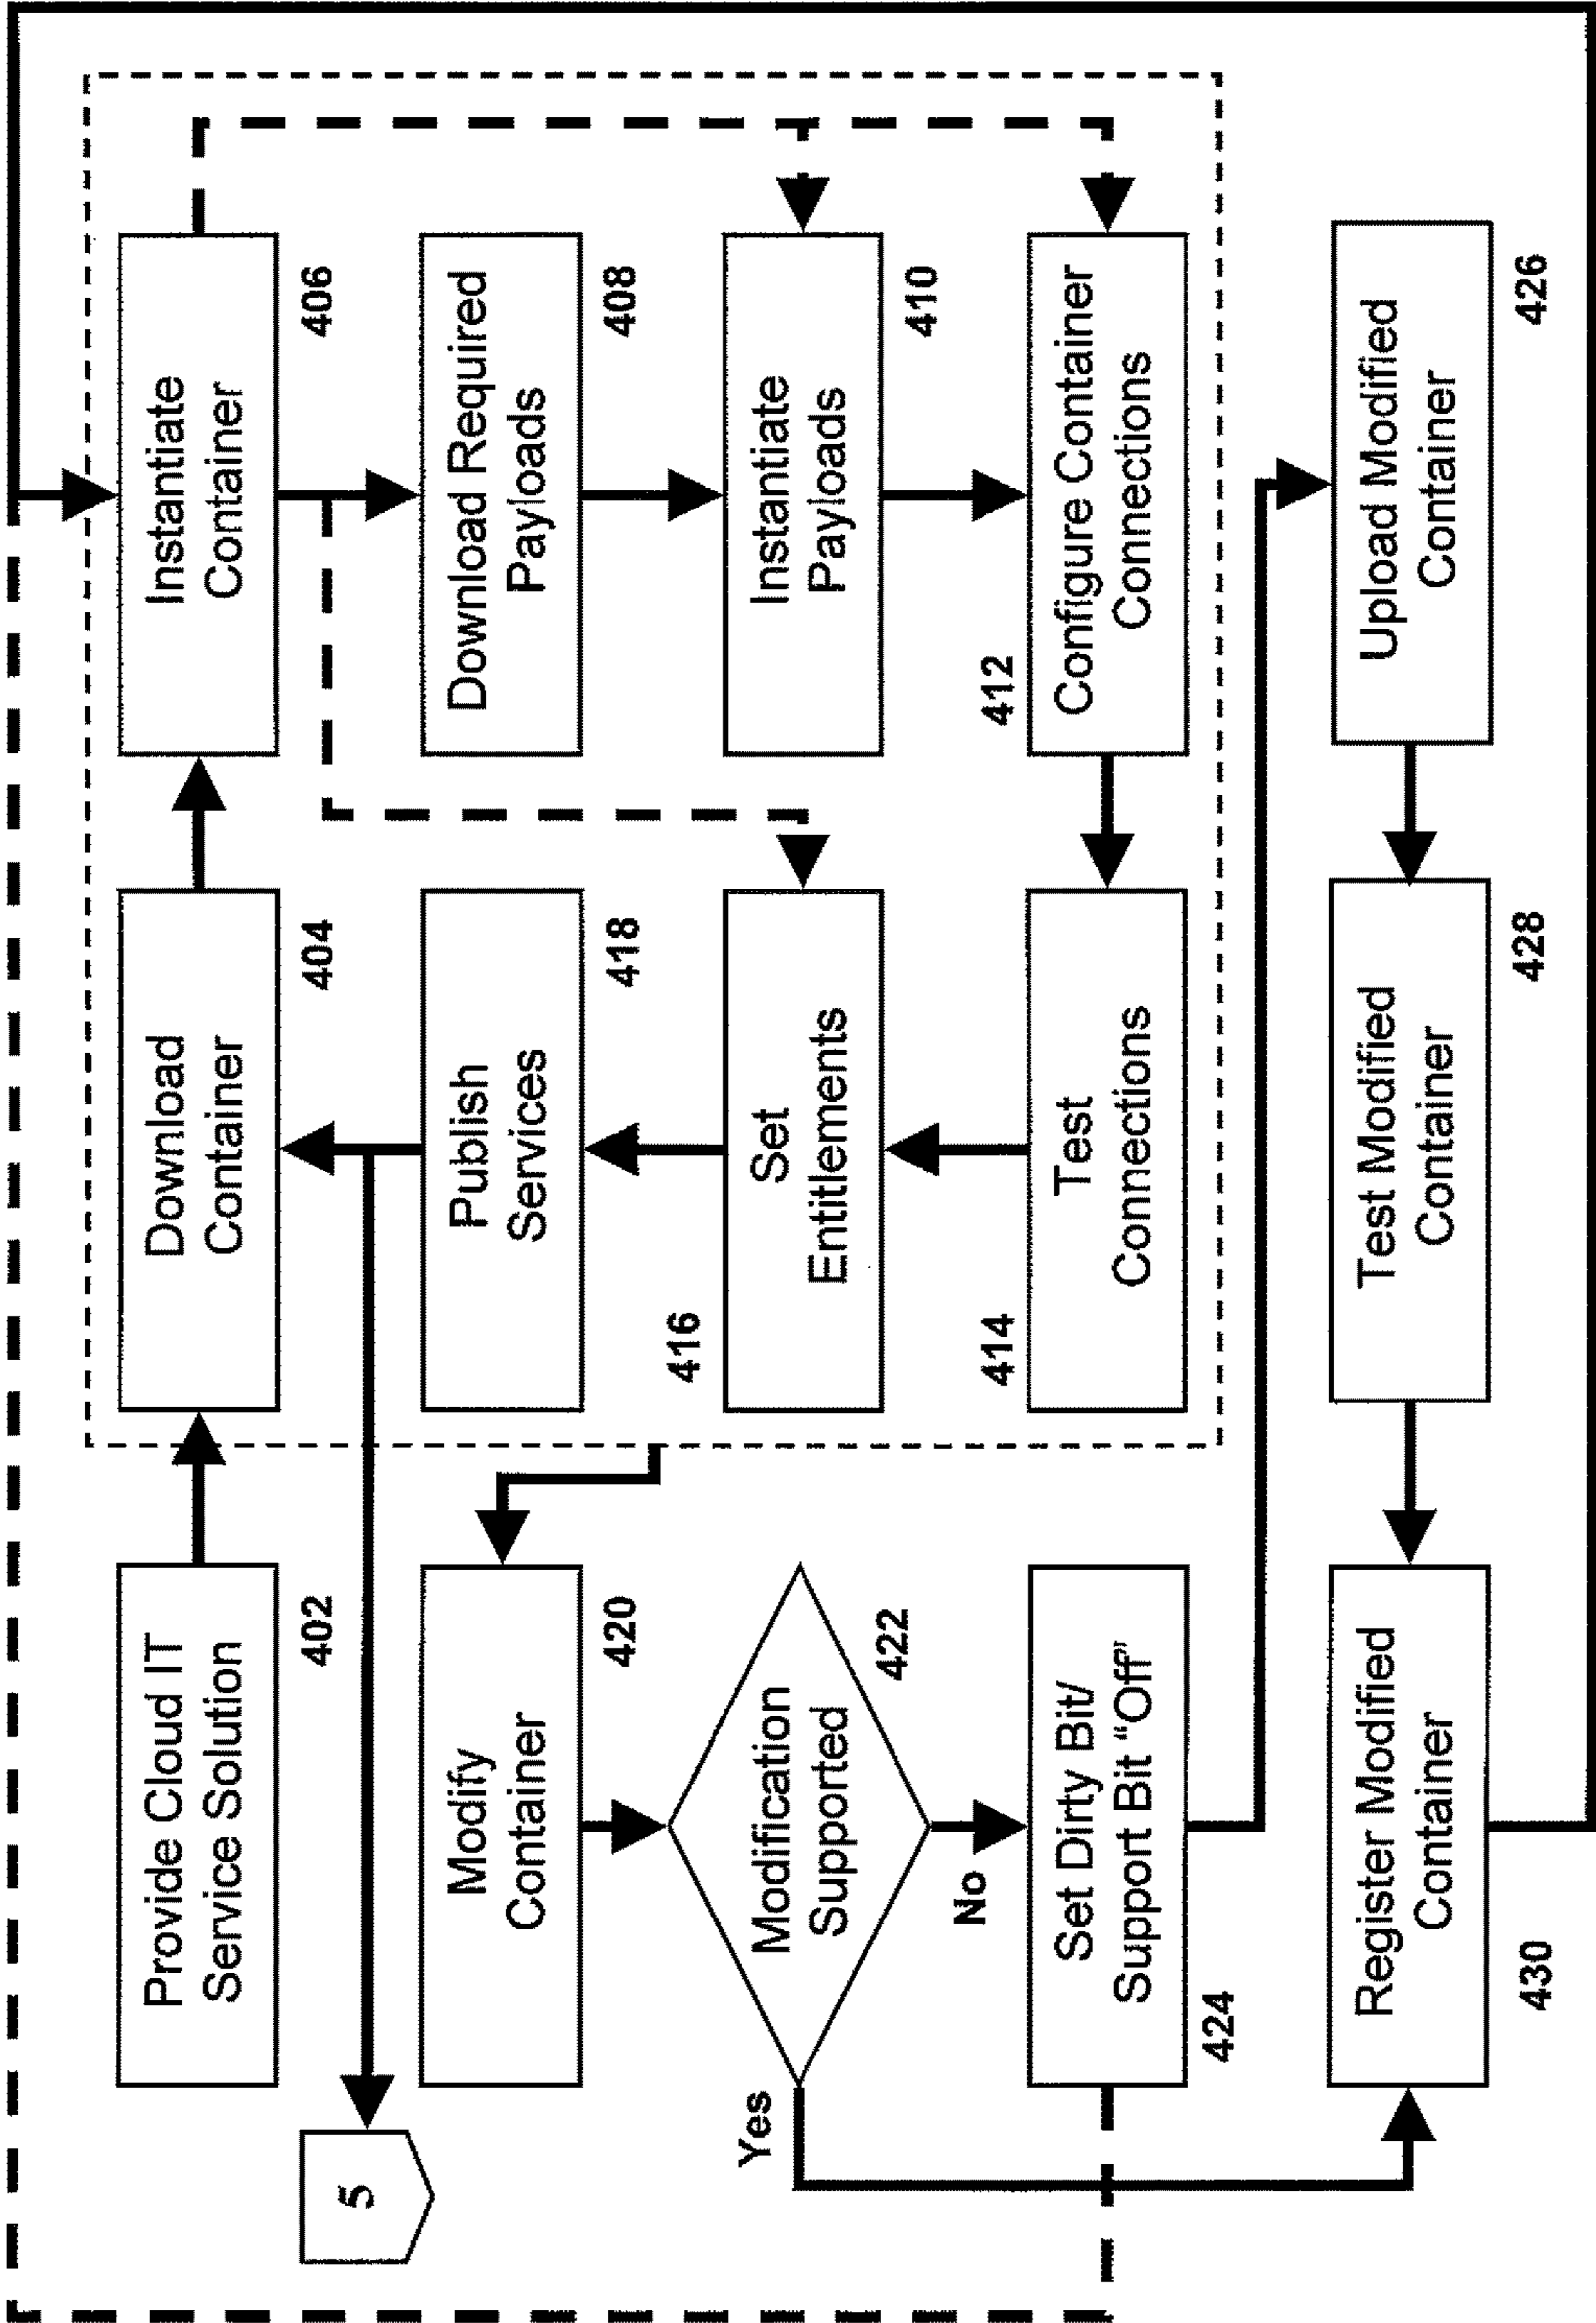 Provide Cloud IT
Service Solution
402
Download
Container
404
Instantiate
Container
406
5
Modify
Container
420
Publish
Services
418
Download Required
Payloads
408
Yes
Modification
Supported
422
416
Set
Entitlements
Instantiate
Payloads
410
No
Set Dirty Bit/
Support Bit “Off”
424
414
Test
Connections
412
Configure Container
Connections
Register Modified
Container
430
Test Modified
Container
428
Upload Modified
Container
426